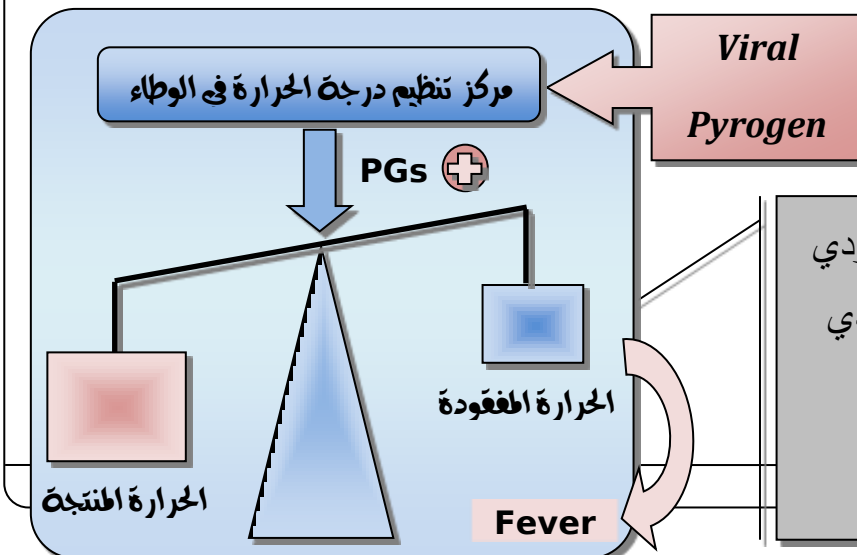 مركز تنظيم درجة الحرارة في الوطاء
Viral
Pyrogen
PGs
الحرارة المفقودة
الحرارة المنتجة
Fever